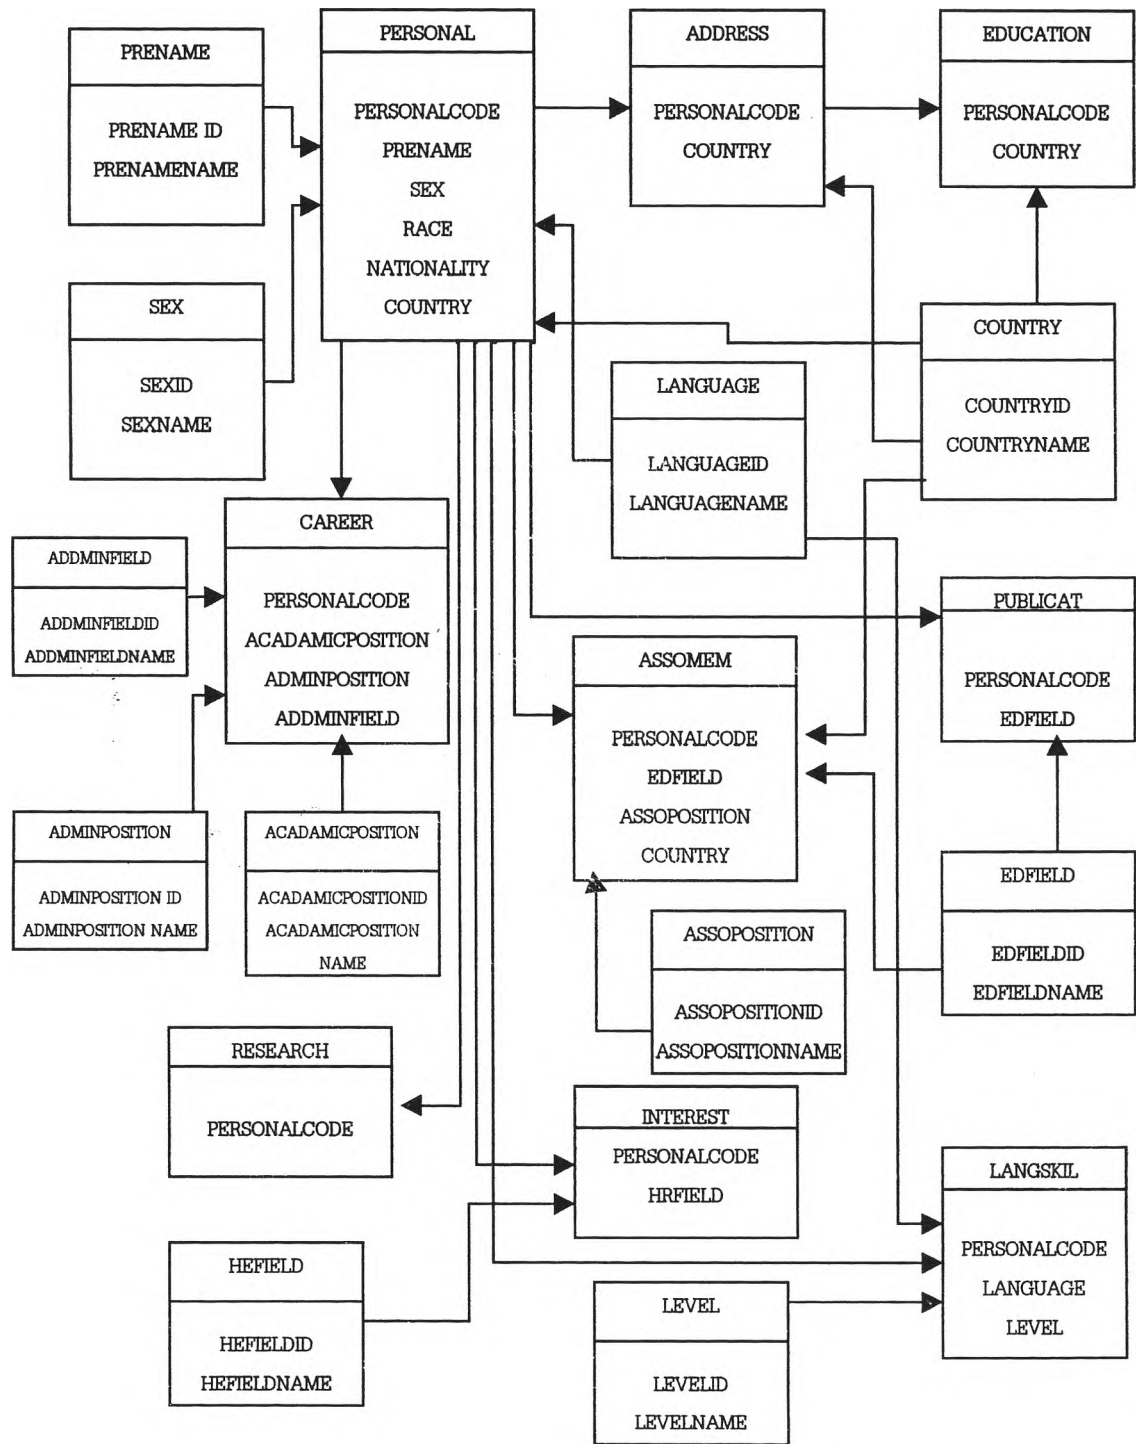 PRENAME
PRENAME ID
PRENAMENAME
PERSONAL
PERSONALCODE
PRENAME
SEX
RACE
NATIONALITY
COUNTRY
ADDRESS
PERSONALCODE
COUNTRY
EDUCATION
PERSONALCODE
COUNTRY
SEX
SEXID
SEXNAME
LANGUAGE
LANGUAGEID
LANGUAGENAME
COUNTRY
COUNTRYID
COUNTRYNAME
ADDMINFIELD
ADDMINFIELDID
ADDMINFIELDNAME
CAREER
PERSONALCODE
ACADAMICPOSITION
ADMINPOSITION
ADDMINFIELD
ASSOMEM
PERSONALCODE
EDFIELD
ASSOPOSITION
COUNTRY
PUBLICAT
PERSONALCODE
EDFIELD
ADMINPOSITION
ADMINPOSITION ID
ADMINPOSITION NAME
ACADAMICPOSITION
ACADAMICPOSITIONID
ACADAMICPOSITION
NAME
ASSOPOSITION
ASSOPOSITIONID
ASSOPOSITIONNAME
EDFIELD
EDFIELDID
EDFIELDNAME
RESEARCH
PERSONALCODE
INTEREST
PERSONALCODE
HRFIELD
LANGSKIL
PERSONALCODE
LANGUAGE
LEVEL
HEFIELD
HEFIELDID
HEFIELDNAME
LEVEL
LEVELID
LEVELNAME